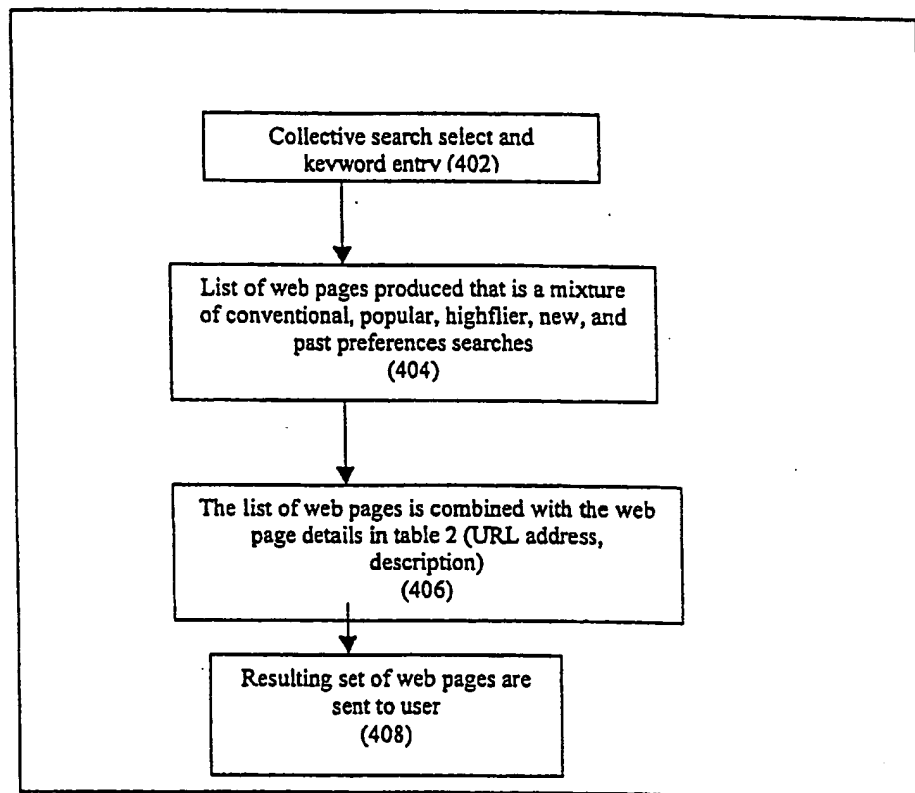 Collective search select and
keyword entry (402)
List of web pages produced that is a mixture
of conventional, popular, highflier, new, and
past preferences searches
(404)
The list of web pages is combined with the web
page details in table 2 (URL address,
description)
(406)
Resulting set of web pages are
sent to user
(408)